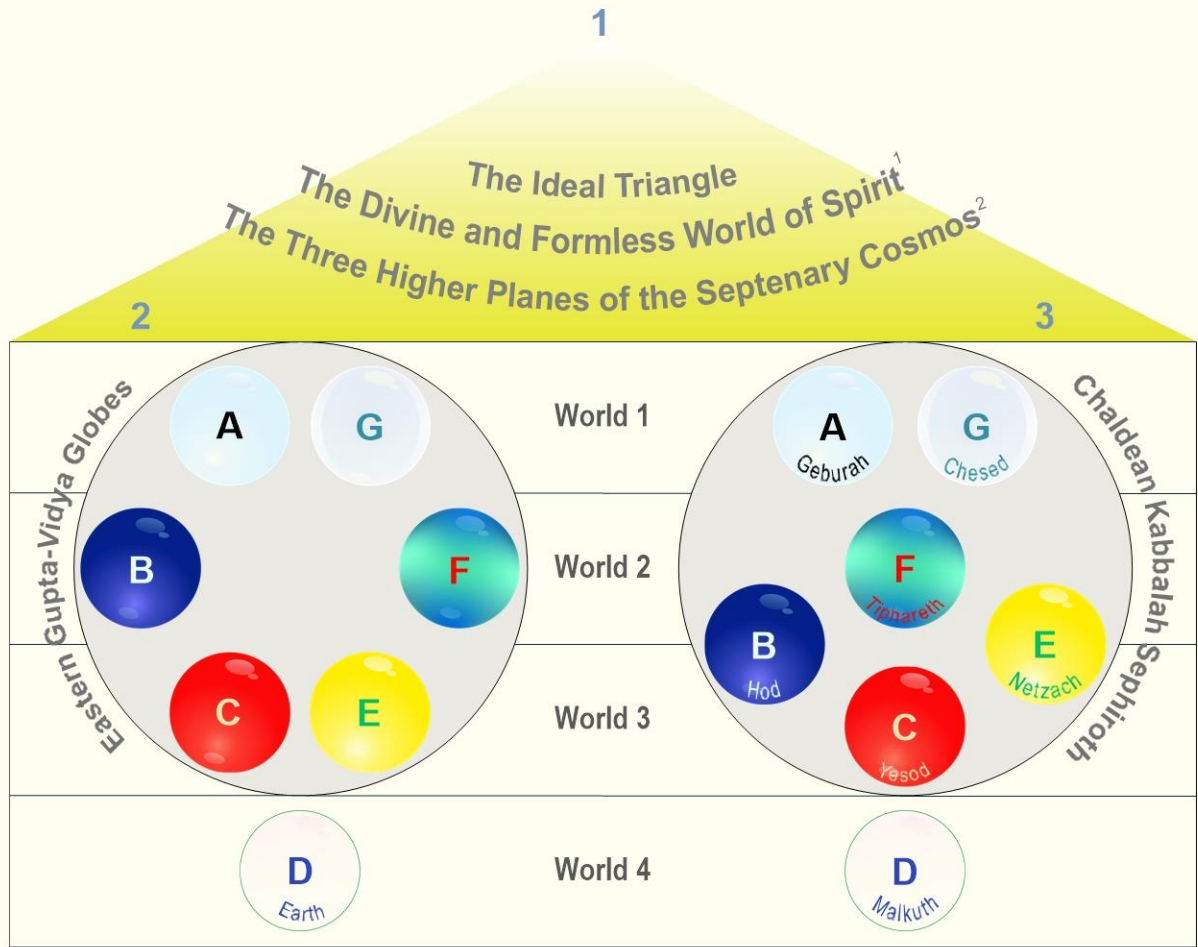 1
The Ideal Triangle
The Divine and Formless World of Spirit¹
The Three Higher Planes of the Septenary Cosmos²
2
3
Eastern Gupta-Vidya Globes
Chaldean Kabbalah Sephiroth
A
G
World 1
A
Geburah
G
Chesed
B
F
World 2
F
Tiphareth
B
Hod
E
Netzach
C
E
World 3
C
Yesod
D
Earth
World 4
D
Malkuth